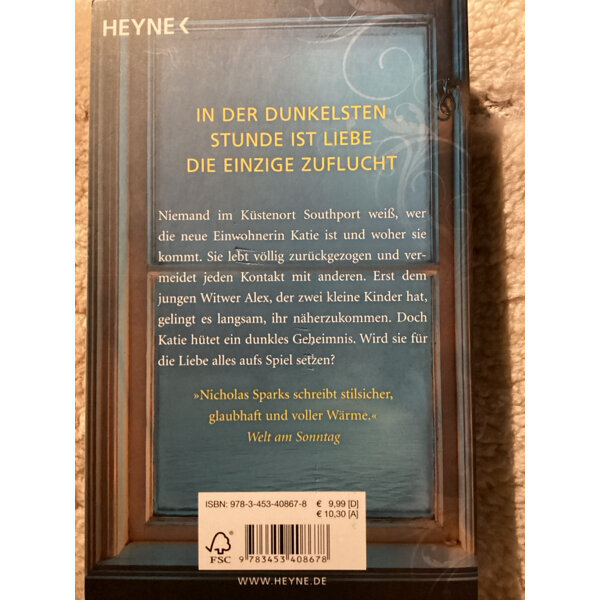 HEYNE
IN DER DUNKELSTEN
STUNDE IST LIEBE
DIE EINZIGE ZUFLUCHT
Niemand im Küstenort Southport weiß, wer
die neue Einwohnerin Katie ist und woher sie
kommt. Sie lebt völlig zurückgezogen und ver-
meidet jeden Kontakt mit anderen. Erst dem
jungen Witwer Alex, der zwei kleine Kinder hat,
gelingt es langsam, ihr näherzukommen. Doch
Katie hütet ein dunkles Geheimnis. Wird sie für
die Liebe alles aufs Spiel setzen?
»Nicholas Sparks schreibt stilsicher,
glaubhaft und voller Wärme.«
Welt am Sonntag
ISBN: 978-3-453-40867-8 € 9,99 [D]
€ 10,30 [A]
FSC
9 783453 408678
WWW.HEYNE.DE